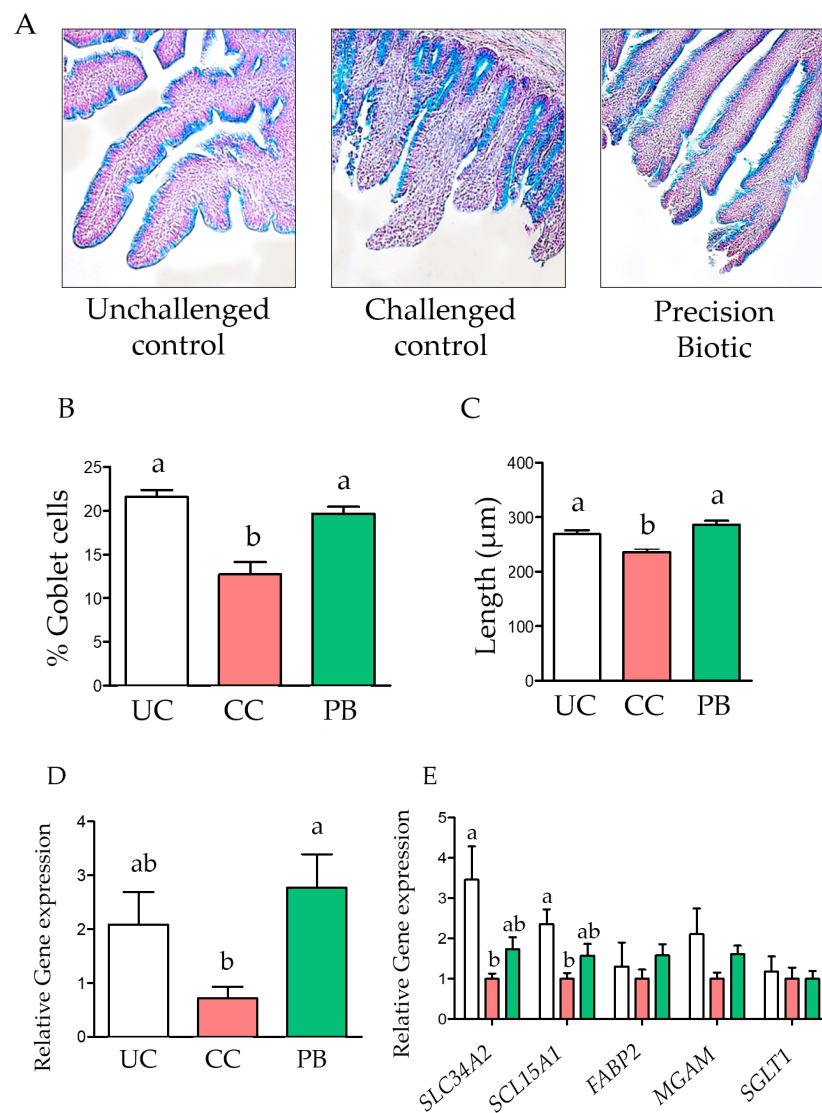 A
Unchallenged
control
Challenged
control
Precision
Biotic
B
% Goblet cells
25
20
15
10
5
0
a
b
a
UC
CC
PB
C
Length (μm)
400
300
200
100
0
a
b
a
UC
CC
PB
D
Relative Gene expression
4
3
2
1
0
ab
b
a
UC
CC
PB
E
Relative Gene expression
5
4
3
2
1
0
a
b
ab
a
b
ab
SLC34A2
SCL15A1
FABP2
MGAM
SGLT1